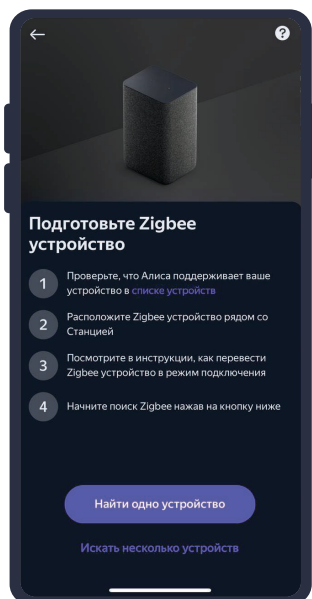 ?
Подготовьте Zigbee
устройство
1 Проверьте, что Алиса поддерживает ваше
устройство в списке устройств
2 Расположите Zigbee устройство рядом со
Станцией
3 Посмотрите в инструкции, как перевести
Zigbee устройство в режим подключения
4 Начните поиск Zigbee нажав на кнопку ниже
Найти одно устройство
Искать несколько устройств